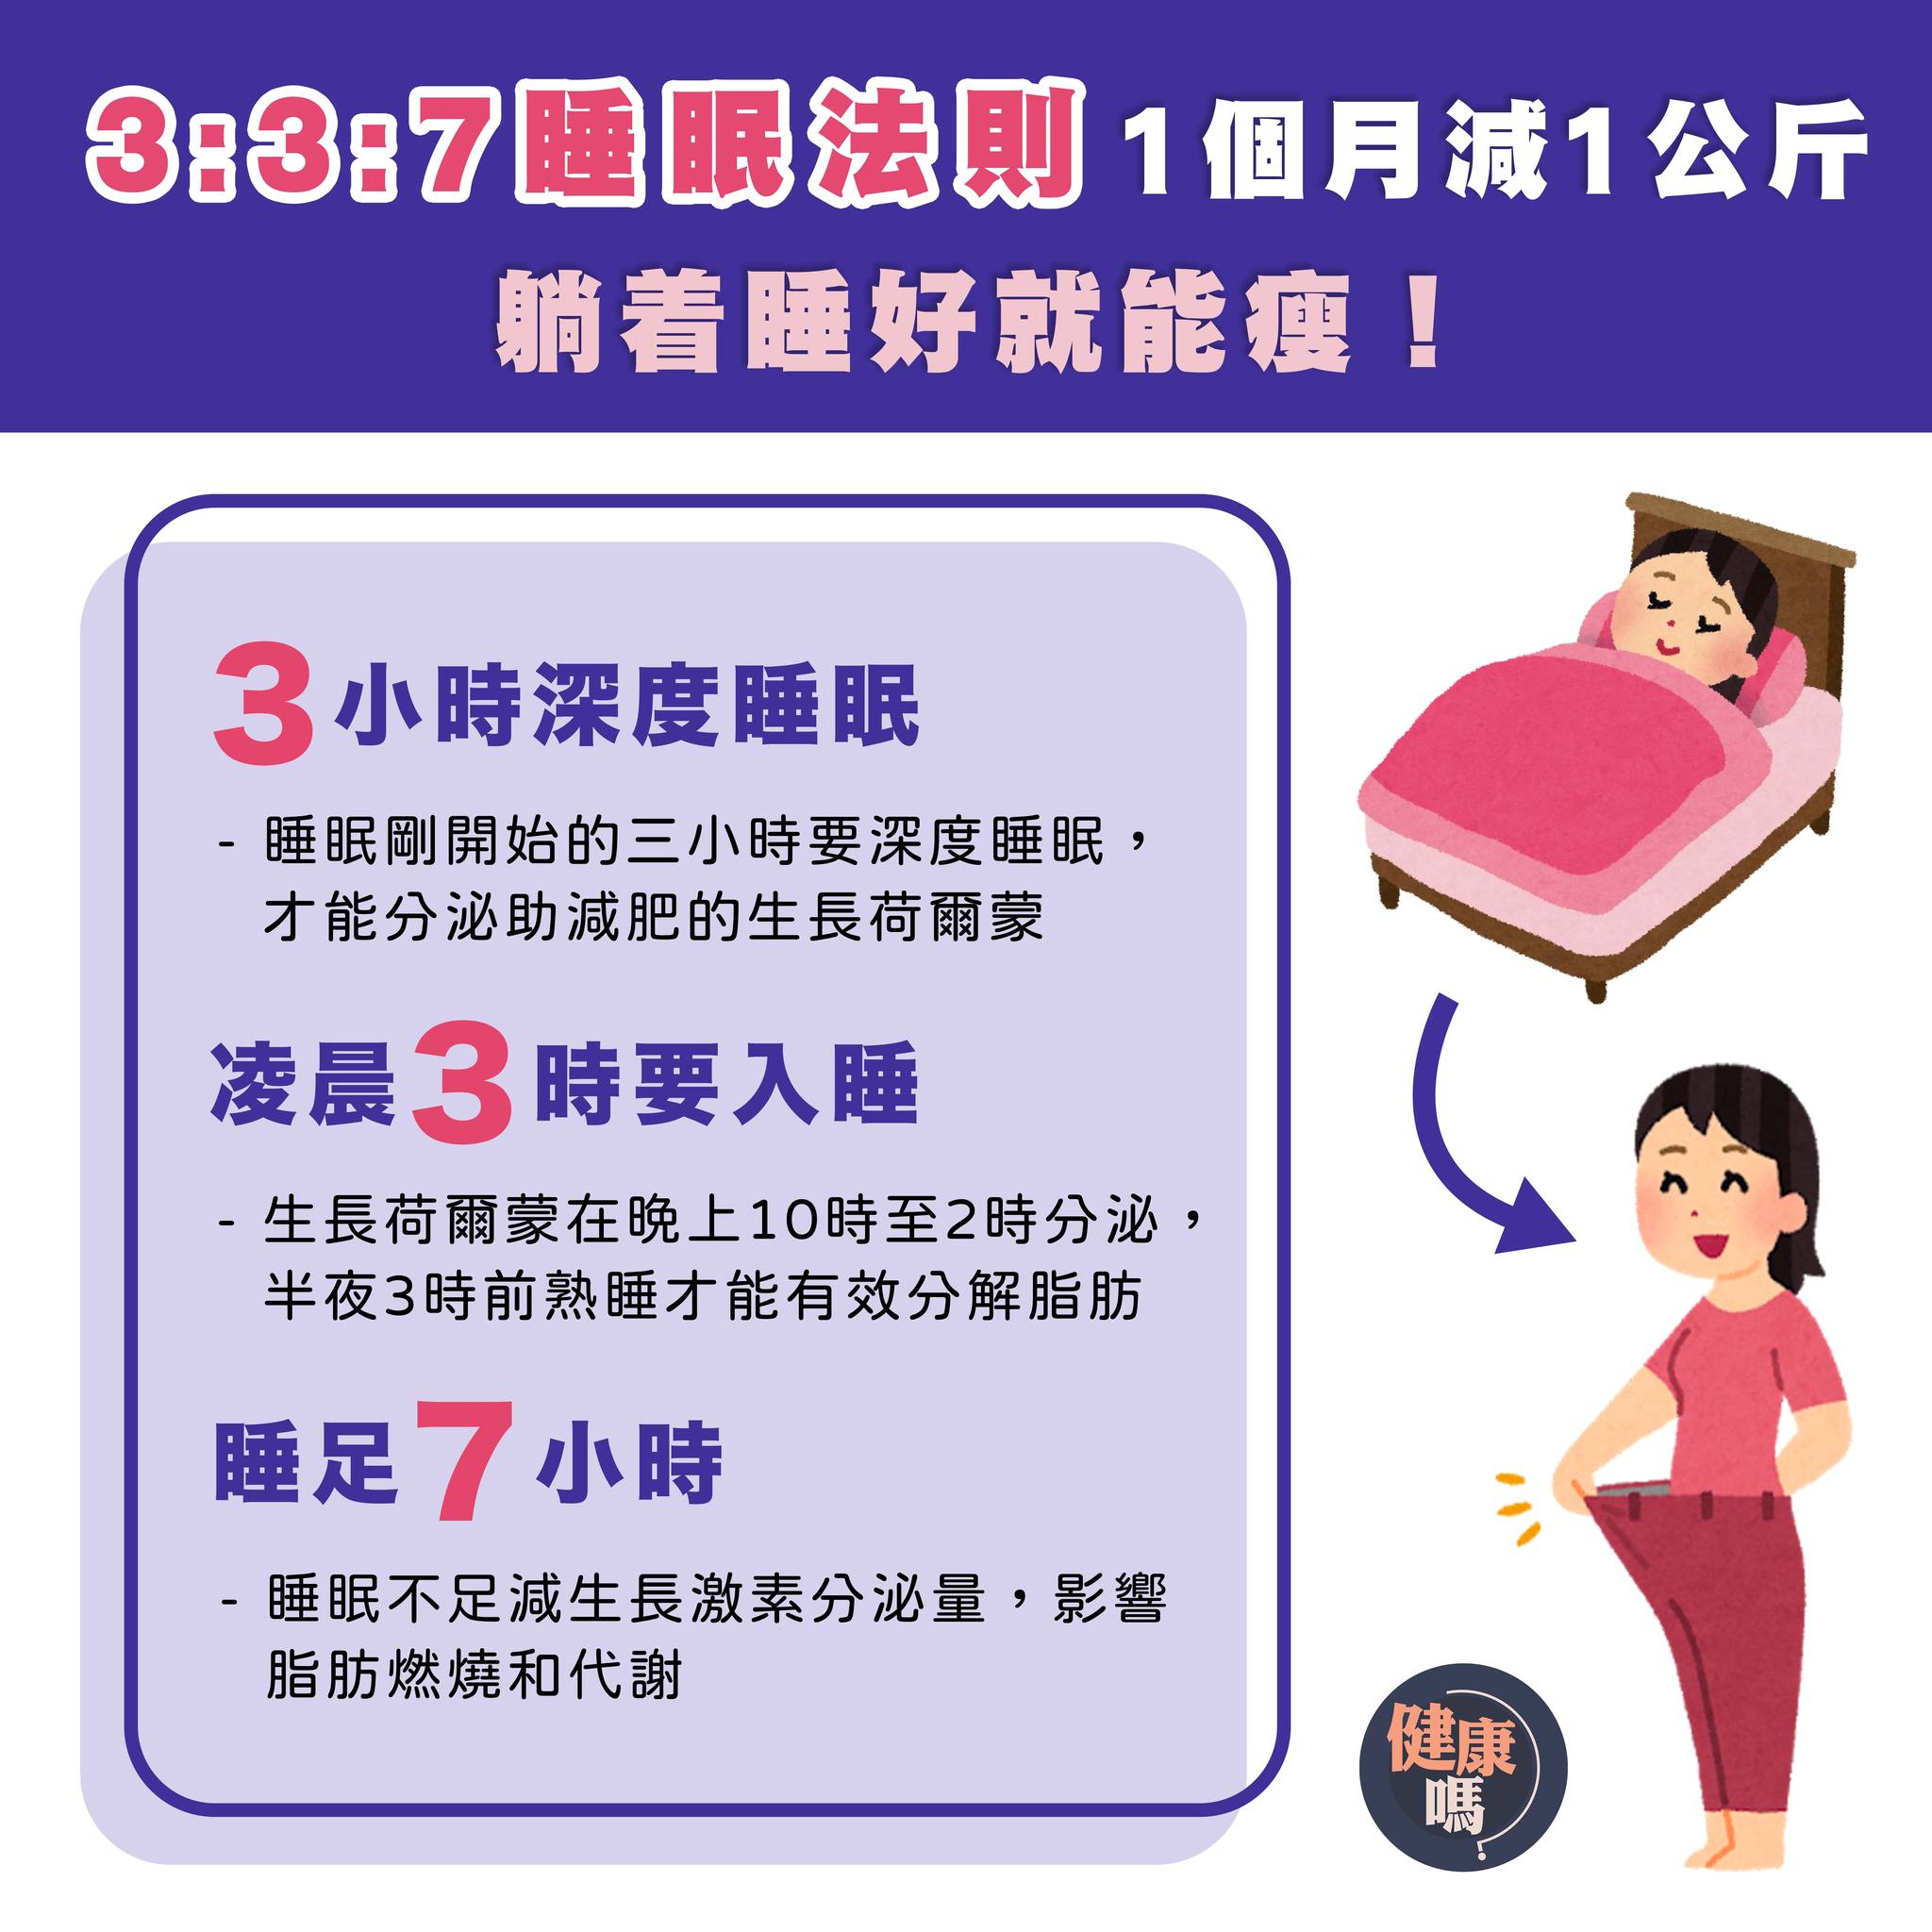 3:3:7睡眠法則 1個月減1公斤
躺着睡好就能瘦！
3小時深度睡眠
- 睡眠剛開始的三小時要深度睡眠，
才能分泌助減肥的生長荷爾蒙
凌晨3時要入睡
- 生長荷爾蒙在晚上10時至2時分泌，
半夜3時前熟睡才能有效分解脂肪
睡足7小時
- 睡眠不足減生長激素分泌量，影響
脂肪燃燒和代謝
健康
嗎?